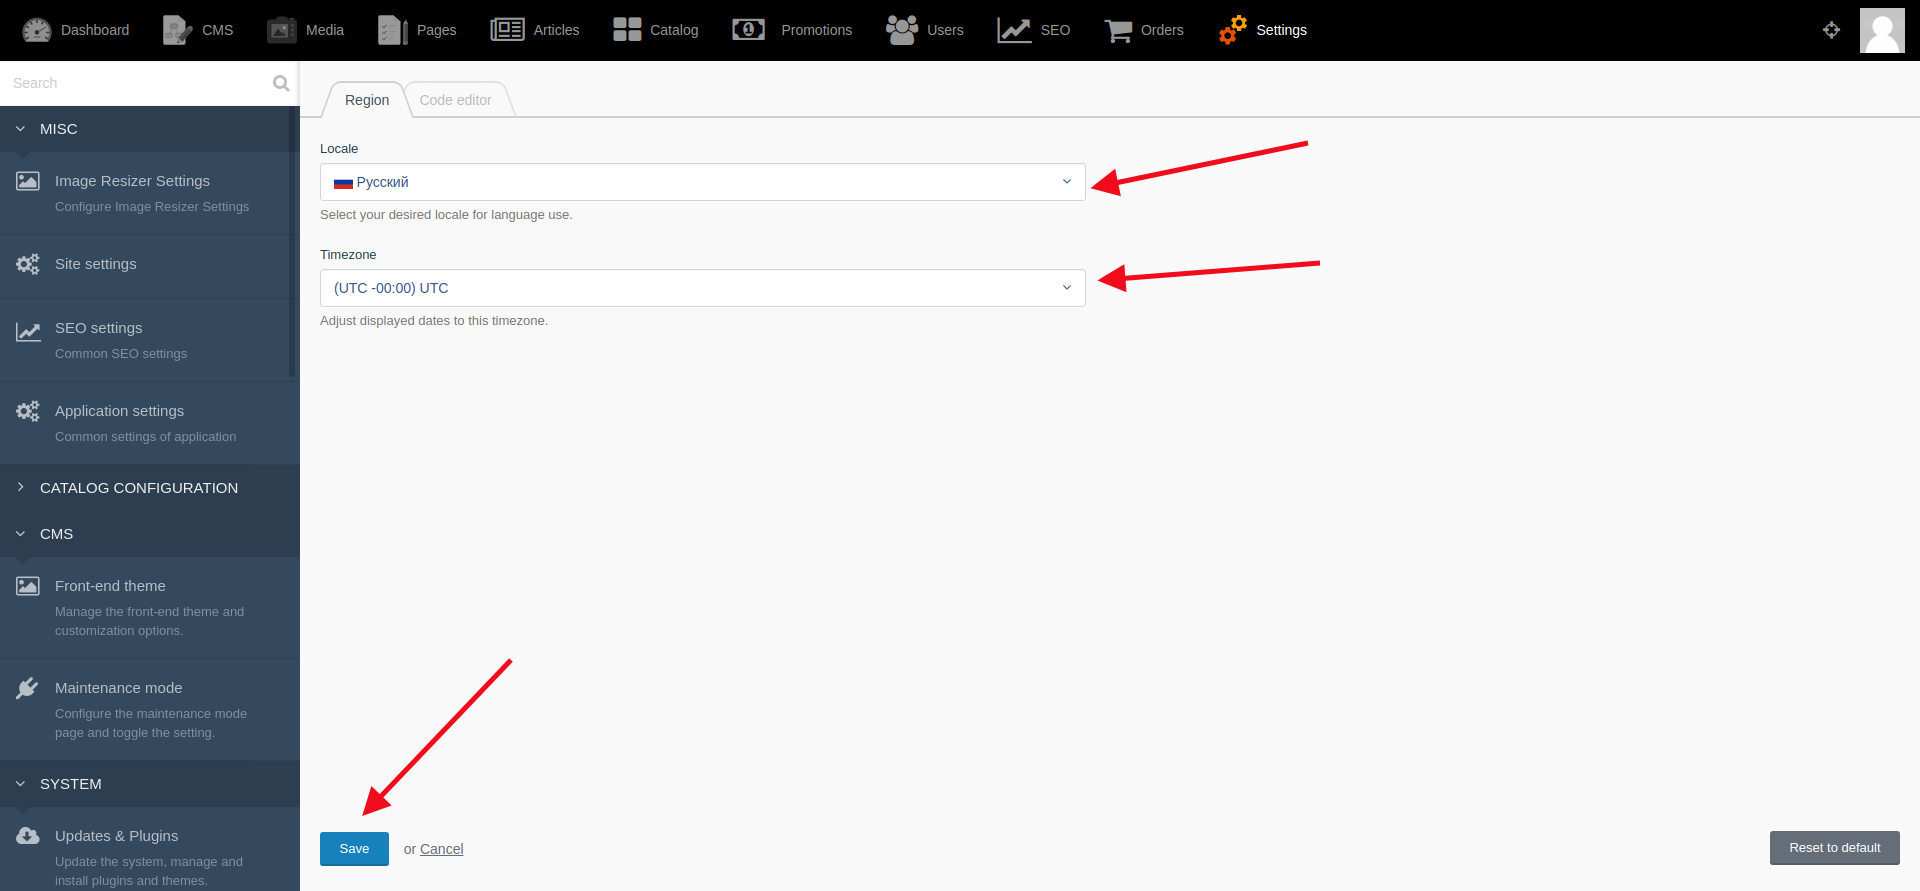 Dashboard
CMS
Media
Pages
Articles
Catalog
Promotions
Users
SEO
Orders
Settings
Search
MISC
Image Resizer Settings
Configure Image Resizer Settings
Site settings
SEO settings
Common SEO settings
Application settings
Common settings of application
CATALOG CONFIGURATION
CMS
Front-end theme
Manage the front-end theme and
customization options.
Maintenance mode
Configure the maintenance mode
page and toggle the setting.
SYSTEM
Updates & Plugins
Update the system, manage and
install plugins and themes.
Region
Code editor
Locale
Русский
Select your desired locale for language use.
Timezone
(UTC -00:00) UTC
Adjust displayed dates to this timezone.
Save
or Cancel
Reset to default